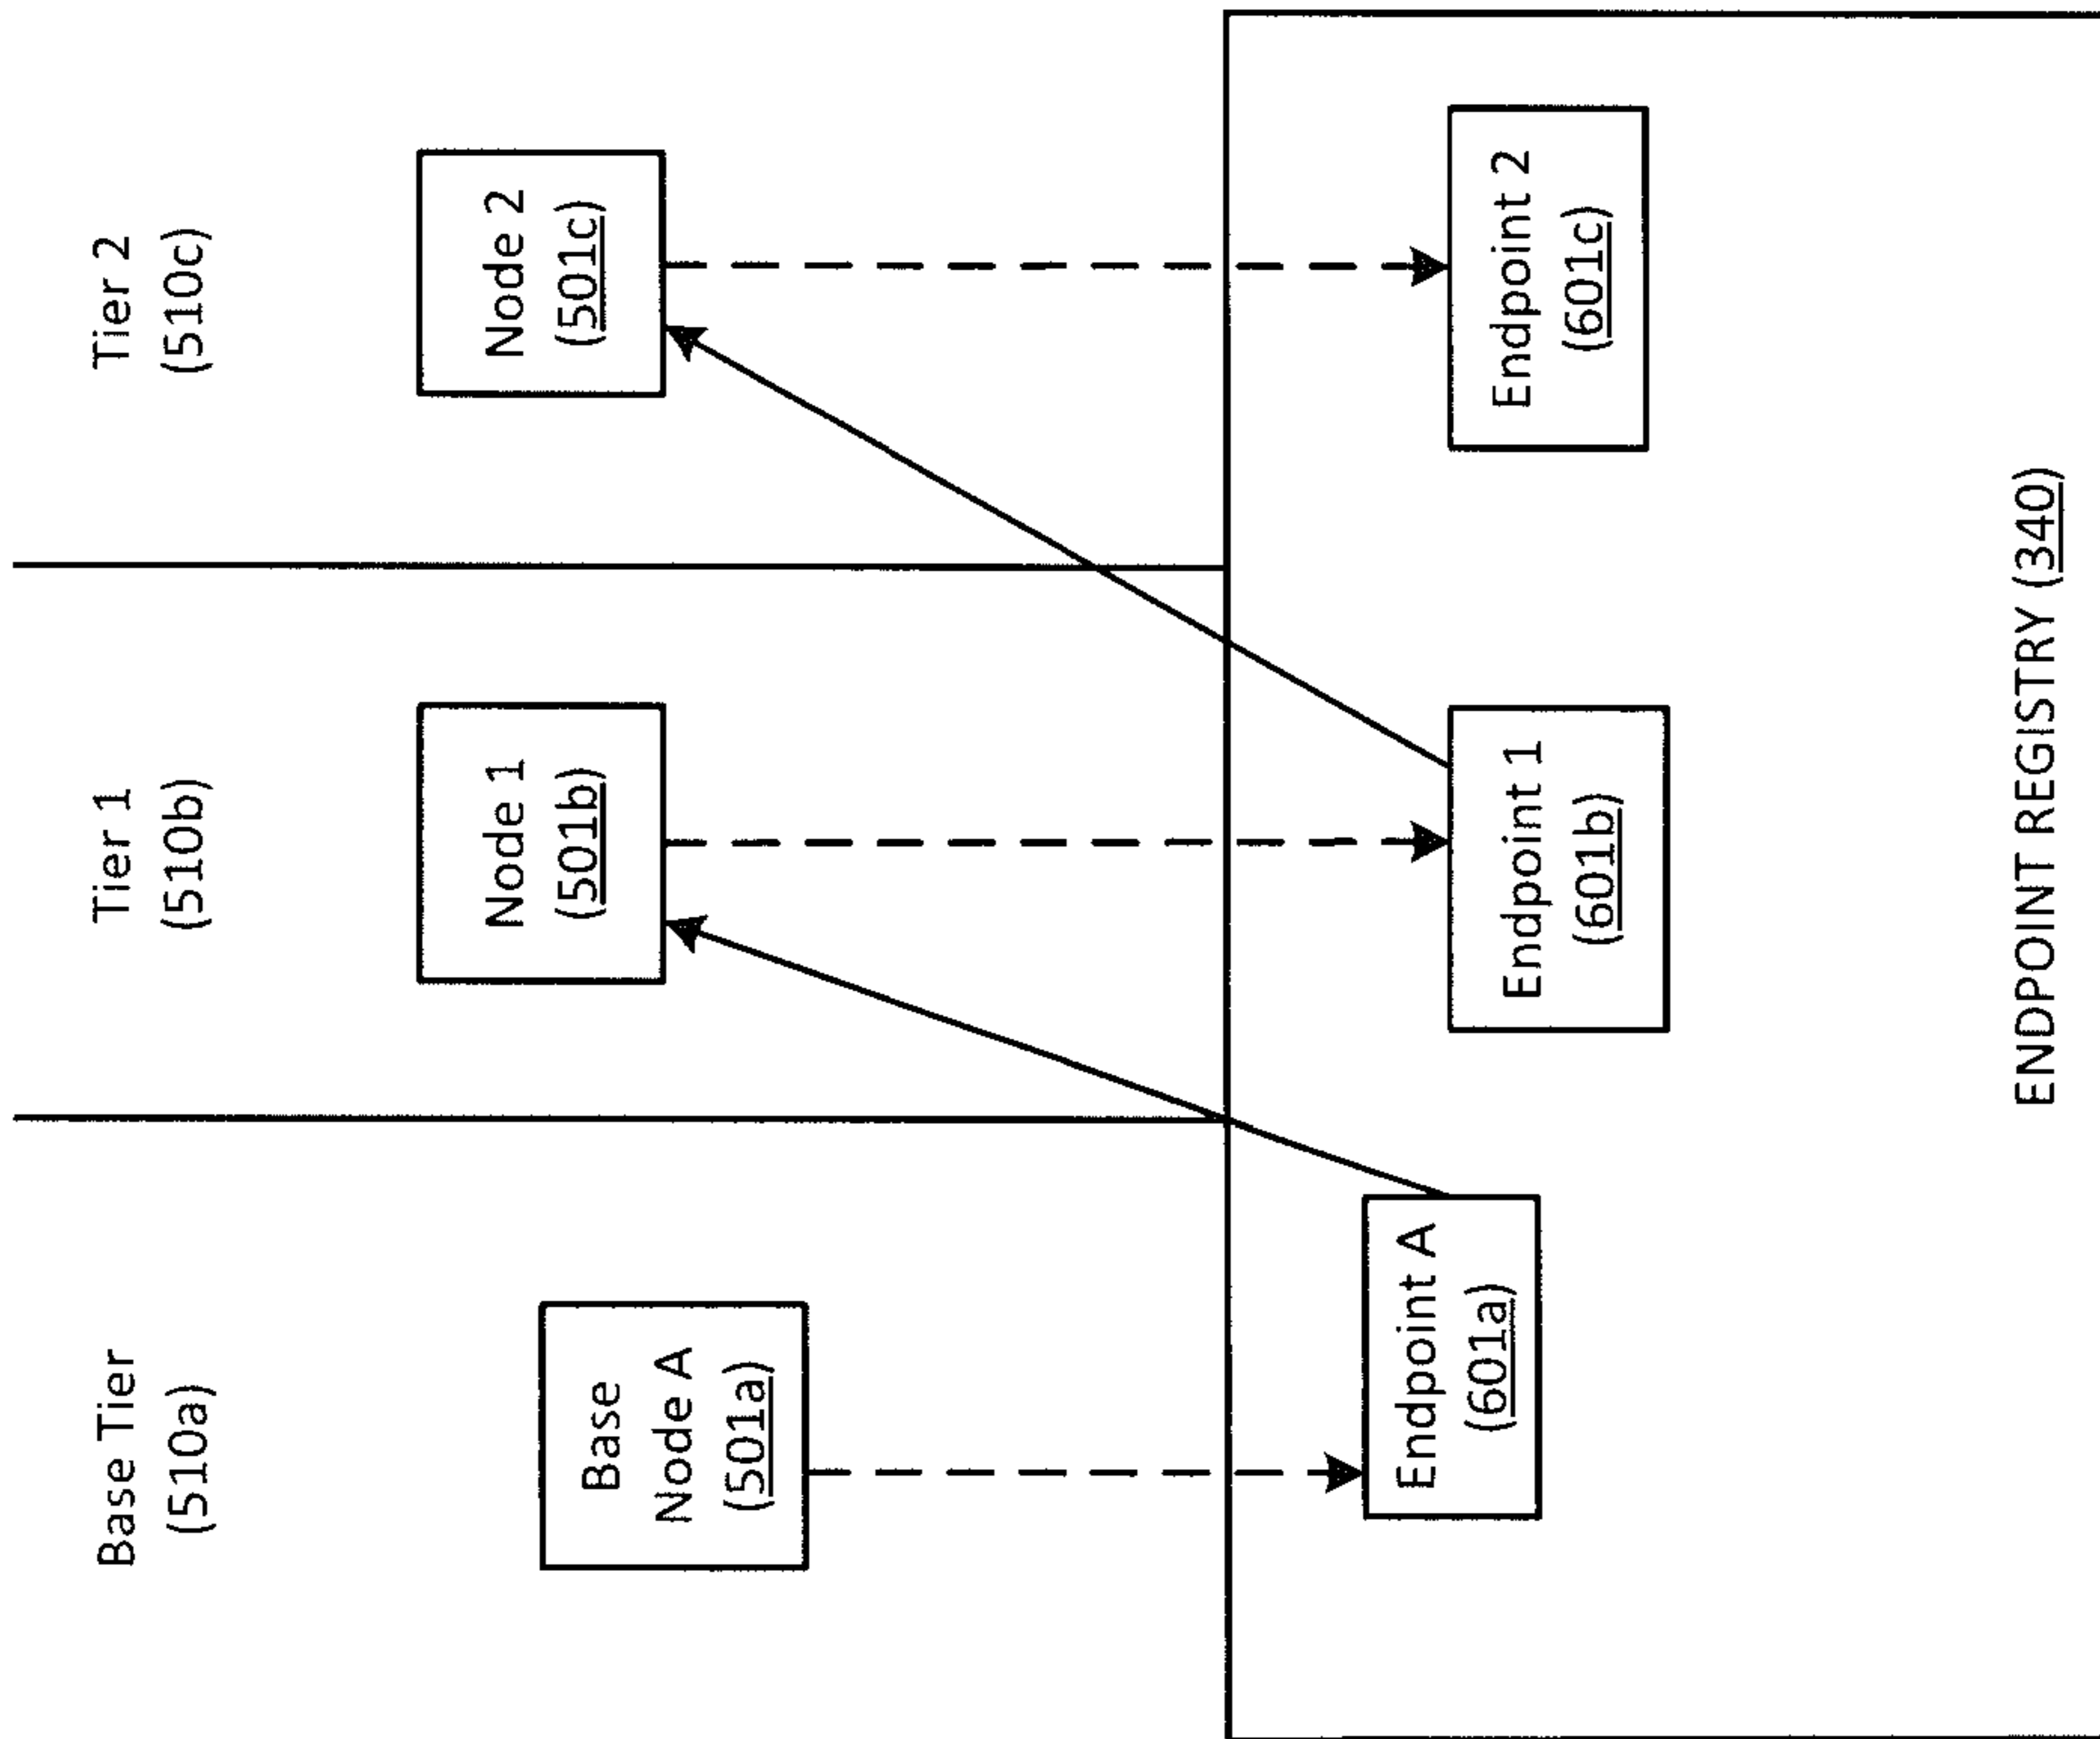 Base Tier
(510a)
Tier 1
(510b)
Tier 2
(510c)
Base
Node A
(501a)
Node 1
(501b)
Node 2
(501c)
Endpoint A
(601a)
Endpoint 1
(601b)
Endpoint 2
(601c)
ENDPOINT REGISTRY (340)